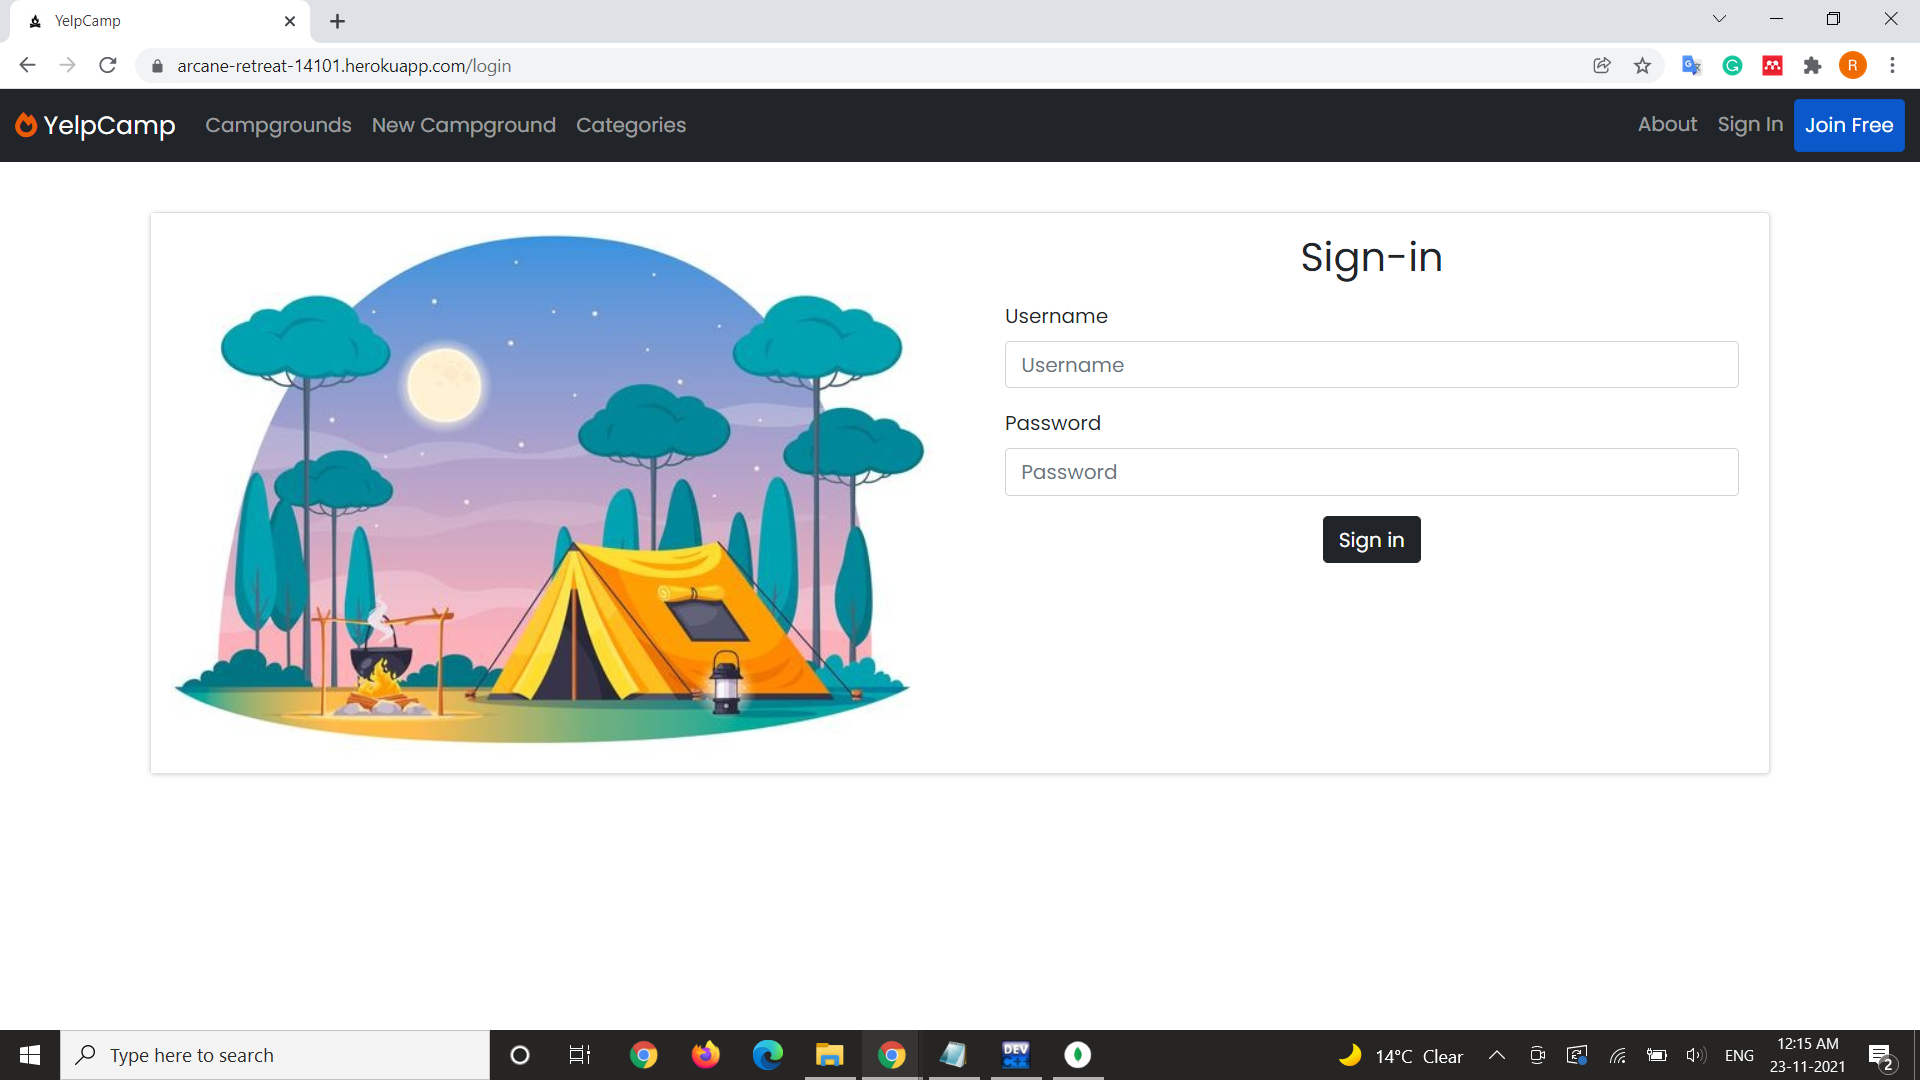 YelpCamp
arcane-retreat-14101.herokuapp.com/login
R
YelpCamp Campgrounds New Campground Categories About Sign In Join Free
Sign-in
Username
Username
Password
Password
Sign in
Type here to search
DEV C++
14°C Clear
ENG
12:15 AM
23-11-2021
2